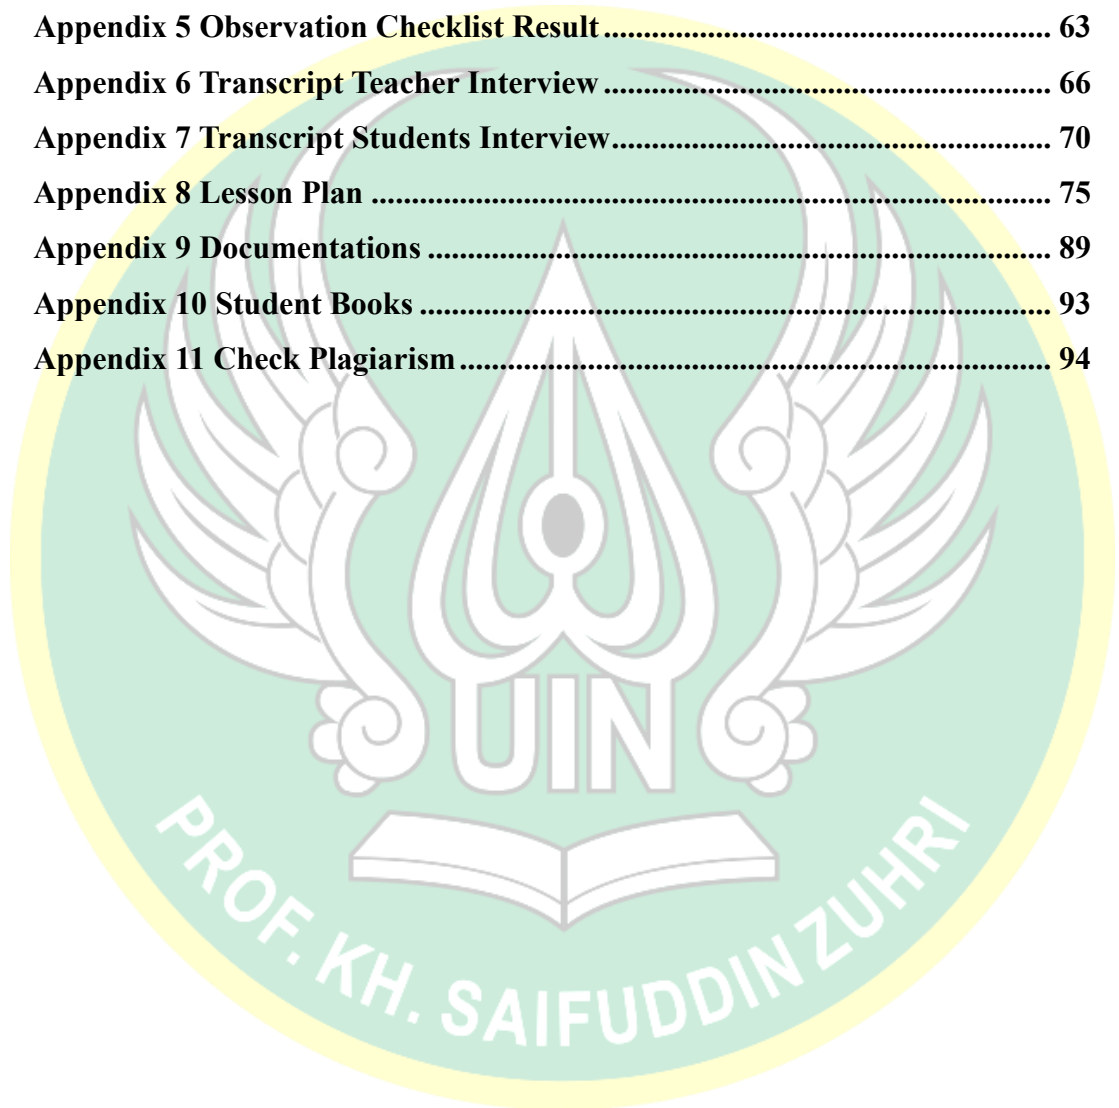 Appendix 5 Observation Checklist Result ....................................................... 63
Appendix 6 Transcript Teacher Interview ....................................................... 66
Appendix 7 Transcript Students Interview...................................................... 70
Appendix 8 Lesson Plan .................................................................................... 75
Appendix 9 Documentations ............................................................................. 89
Appendix 10 Student Books .............................................................................. 93
Appendix 11 Check Plagiarism ......................................................................... 94
UIN
PROF. KH. SAIFUDDIN ZUHRI